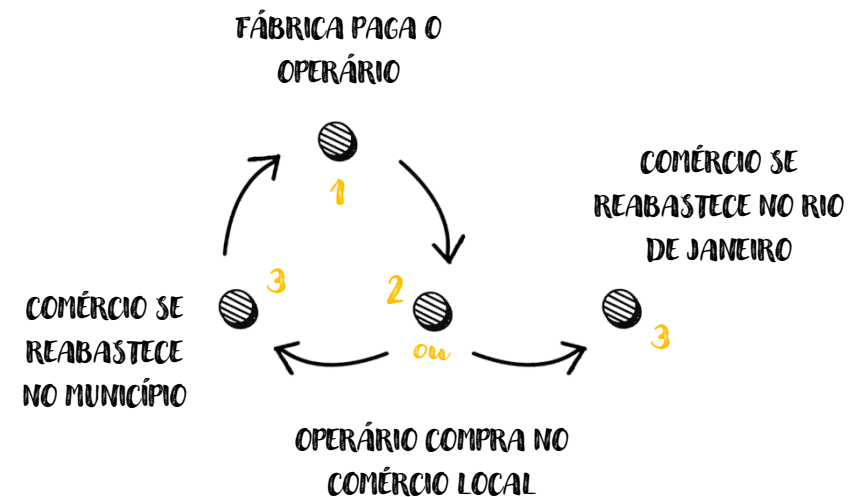 FÁBRICA PAGA O
OPERÁRIO
1
COMÉRCIO SE
REABASTECE NO RIO
DE JANEIRO
3
2
ou
3
COMÉRCIO SE
REABASTECE
NO MUNICÍPIO
OPERÁRIO COMPRA NO
COMÉRCIO LOCAL